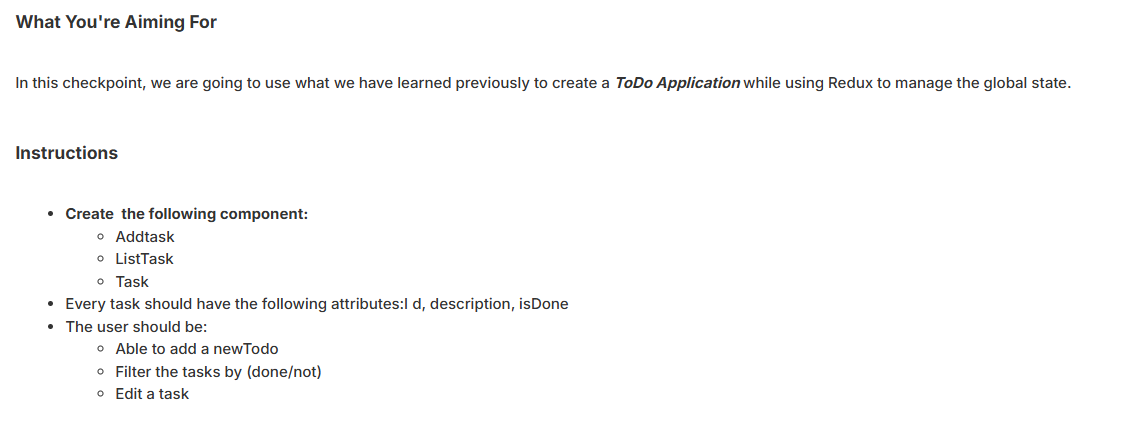 What You're Aiming For
In this checkpoint, we are going to use what we have learned previously to create a ToDo Application while using Redux to manage the global state.
Instructions
Create  the following component:
Addtask
ListTask
Task
Every task should have the following attributes:I d, description, isDone
The user should be:
Able to add a newTodo
Filter the tasks by (done/not)
Edit a task